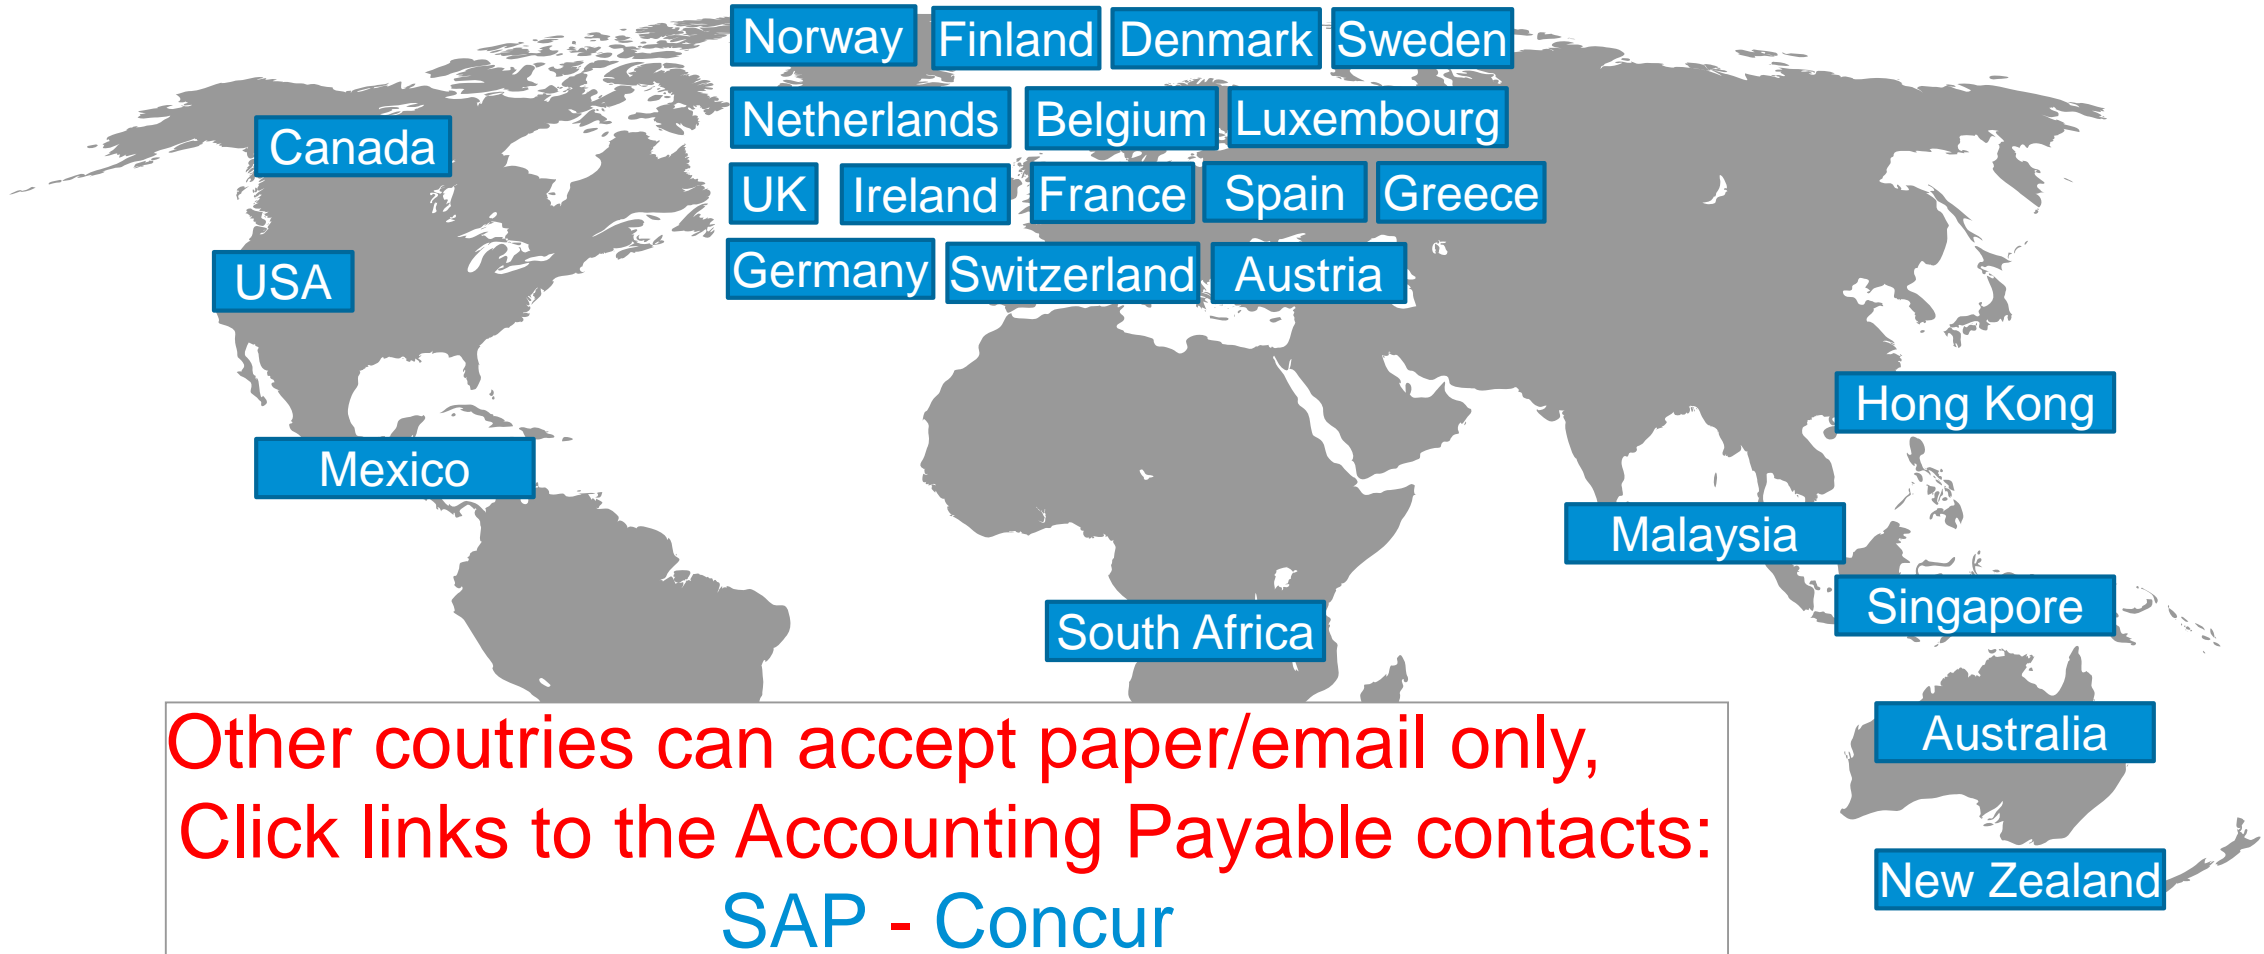 Norway Finland Denmark Sweden
Netherlands Belgium Luxembourg
Canada
UK Ireland France Spain Greece
Germany Switzerland Austria
USA
Hong Kong
Mexico
Malaysia
Singapore
South Africa
Australia
Other coutries can accept paper/email only,
Click links to the Accounting Payable contacts:
New Zealand
SAP - Concur